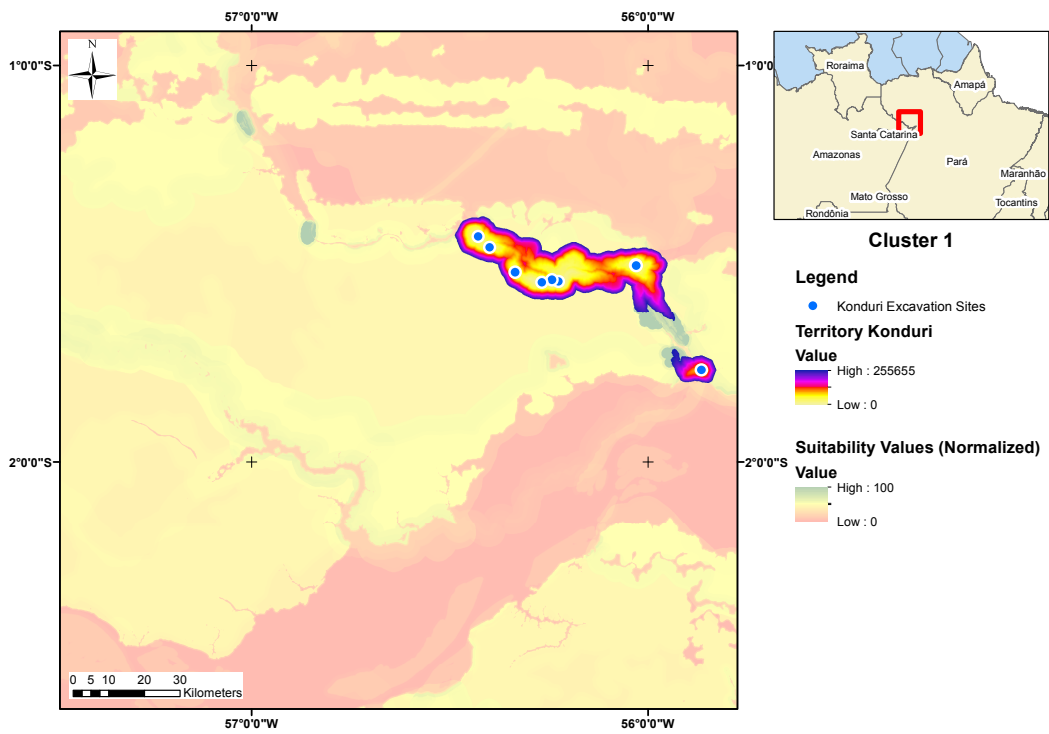 57°0'0"W 56°0'0"W
N
1°0'0"S 1°0'0
2°0'0"S 2°0'0"S
0 5 10 20 30
Kilometers
57°0'0"W 56°0'0"W
Roraima
Amapá
Santa Catarina
Amazonas
Pará
Maranhão
Mato Grosso
Tocantins
Rondônia
Cluster 1
Legend
Konduri Excavation Sites
Territory Konduri
Value
High : 255655
Low : 0
Suitability Values (Normalized)
Value
High : 100
Low : 0